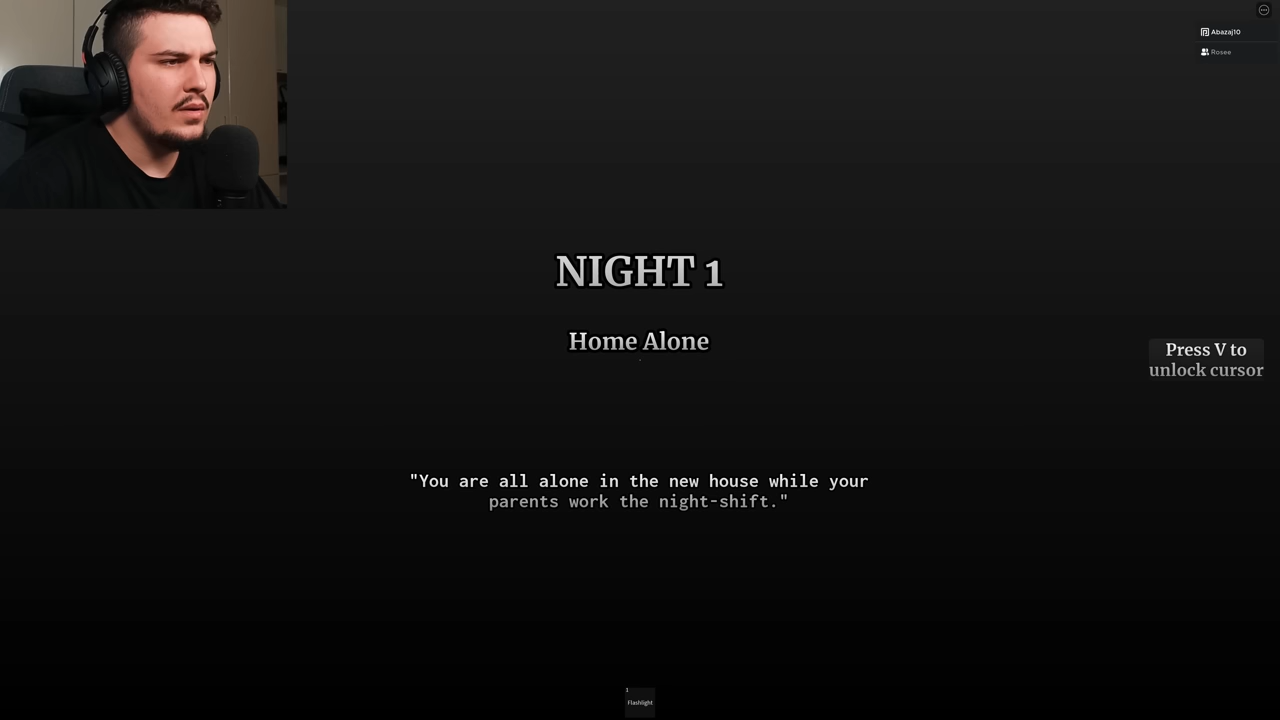 Abazaj10
Rosee
NIGHT 1
Home Alone
Press V to
unlock cursor
"You are all alone in the new house while your
parents work the night-shift."
1
Flashlight